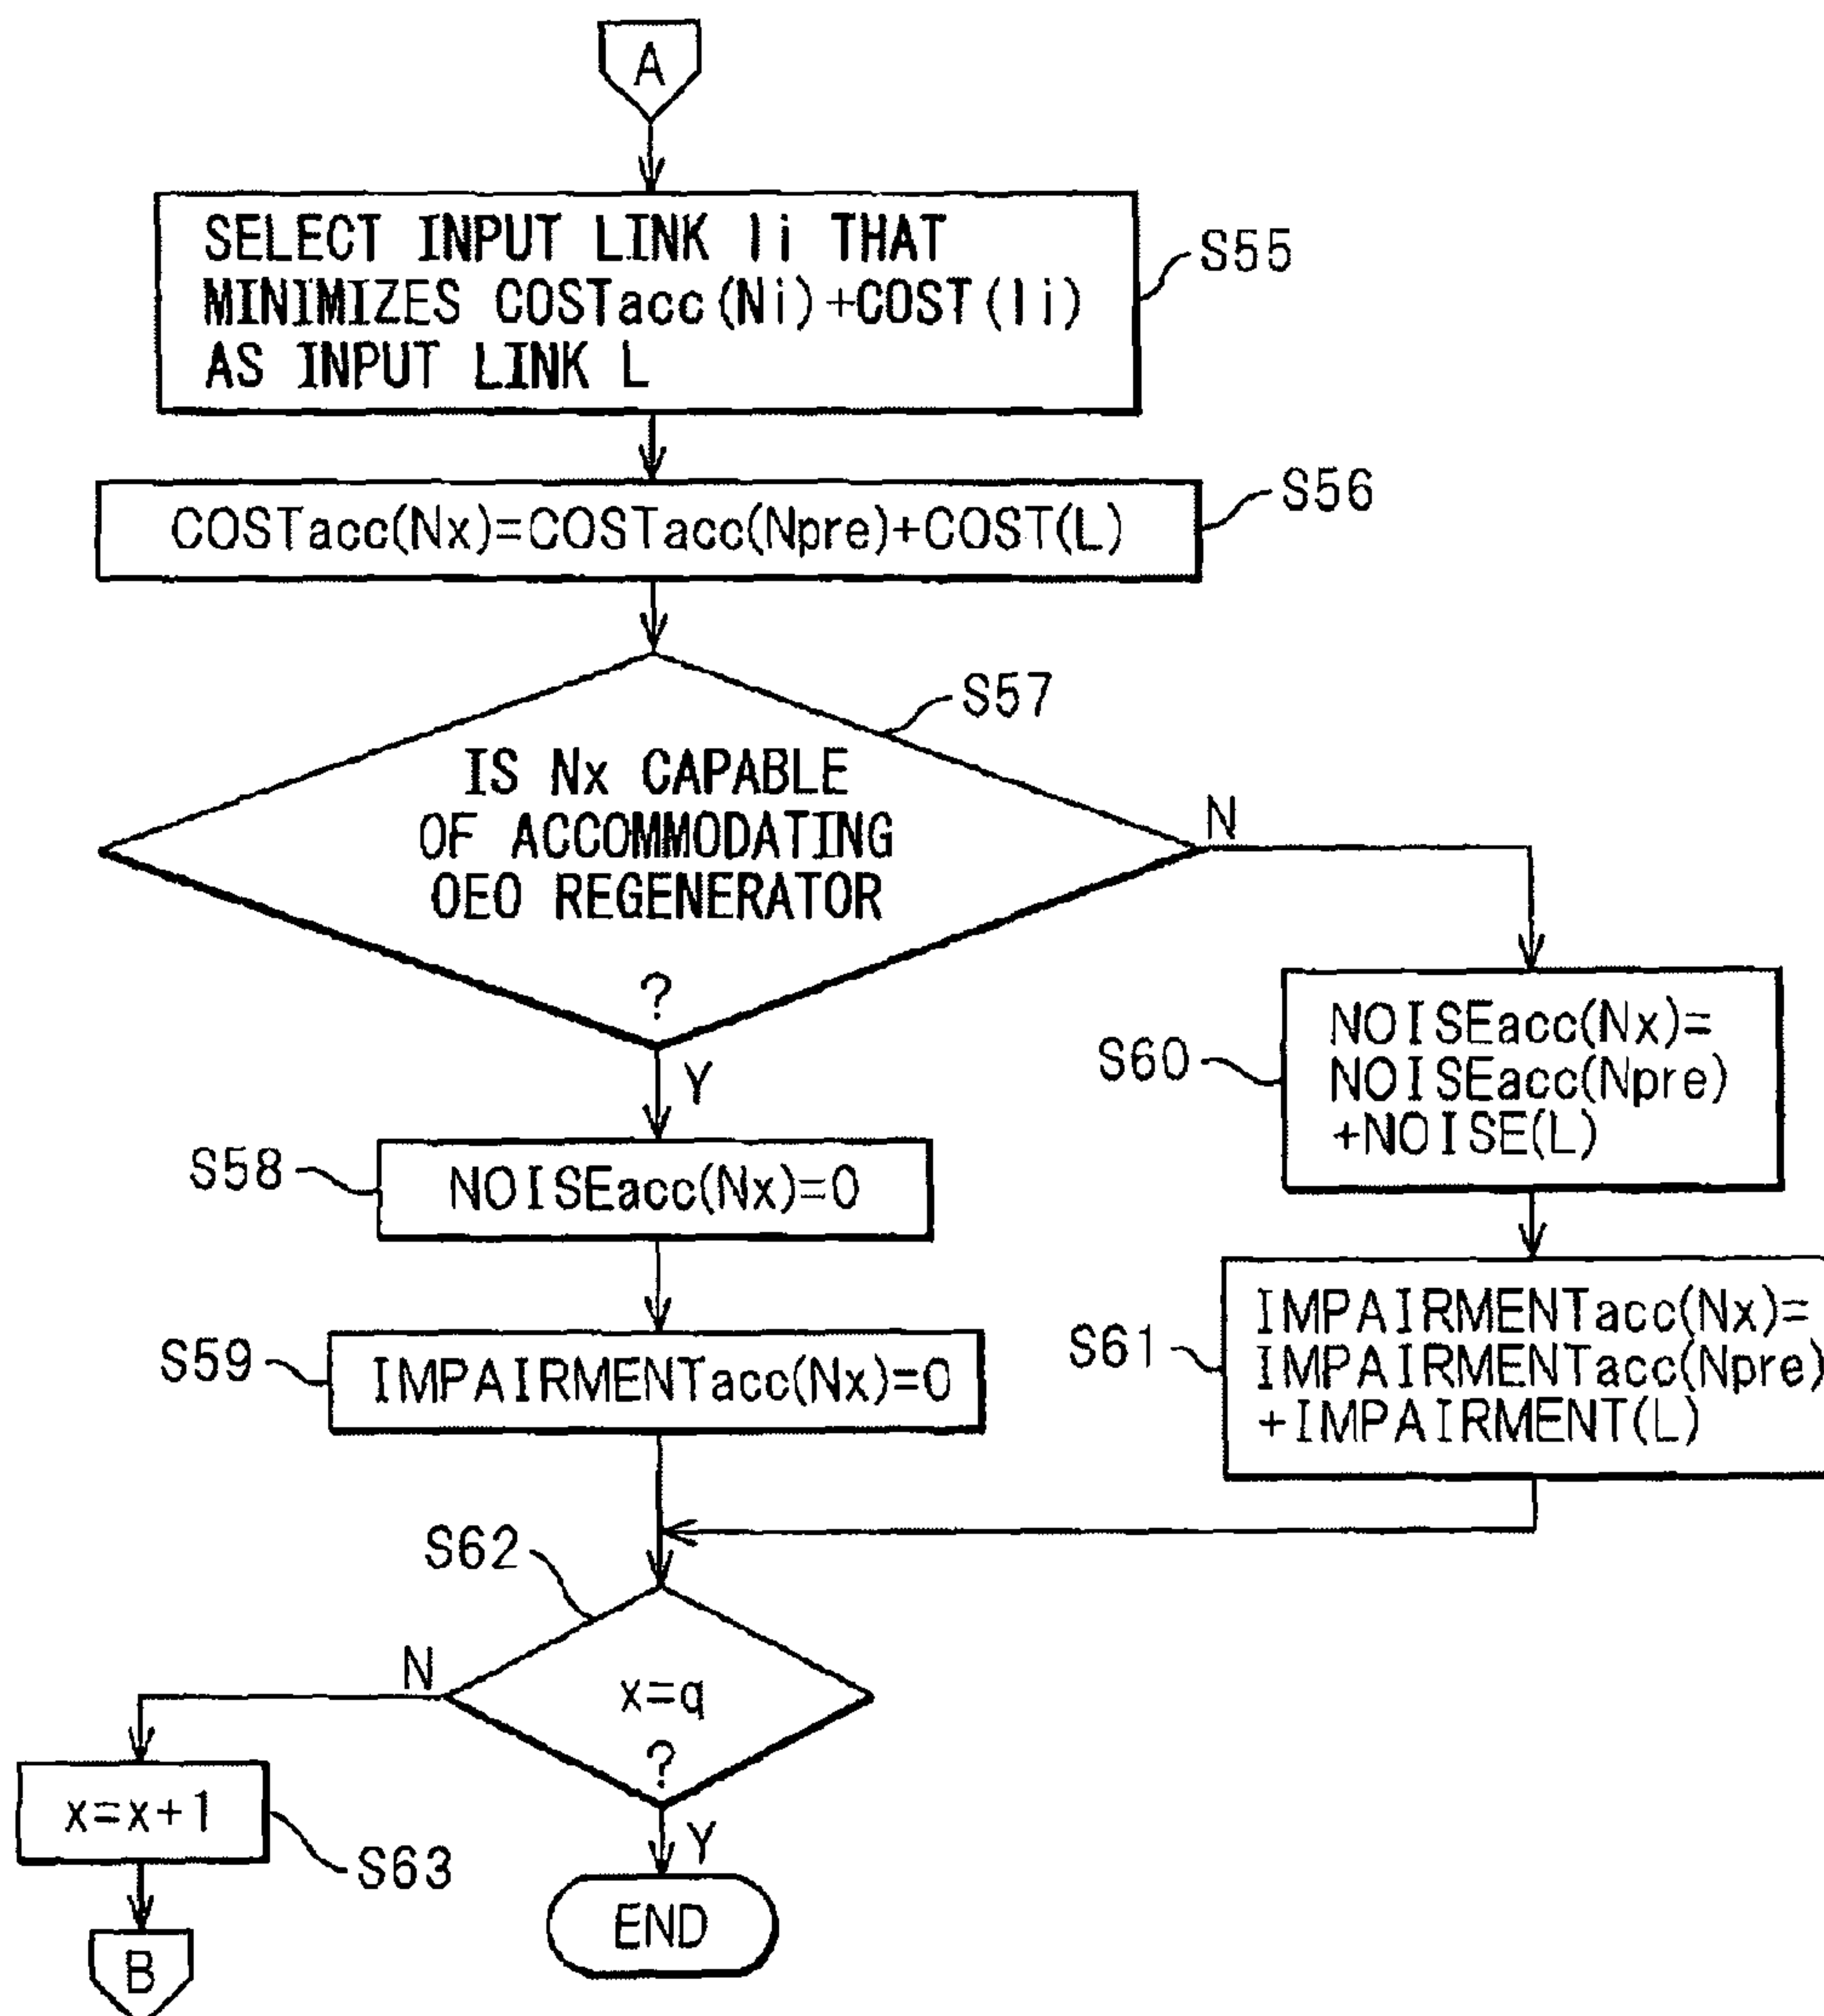 A
SELECT INPUT LINK li THAT
MINIMIZES COSTacc(Ni)+COST(li)
AS INPUT LINK L
S55
COSTacc(Nx)=COSTacc(Npre)+COST(L)
S56
S57
IS Nx CAPABLE
OF ACCOMMODATING
OEO REGENERATOR
?
N
Y
S58
NOISEacc(Nx)=0
S59
IMPAIRMENTacc(Nx)=0
S60
NOISEacc(Nx)=
NOISEacc(Npre)
+NOISE(L)
S61
IMPAIRMENTacc(Nx)=
IMPAIRMENTacc(Npre)
+IMPAIRMENT(L)
S62
x=q
?
N
Y
x=x+1
S63
END
B